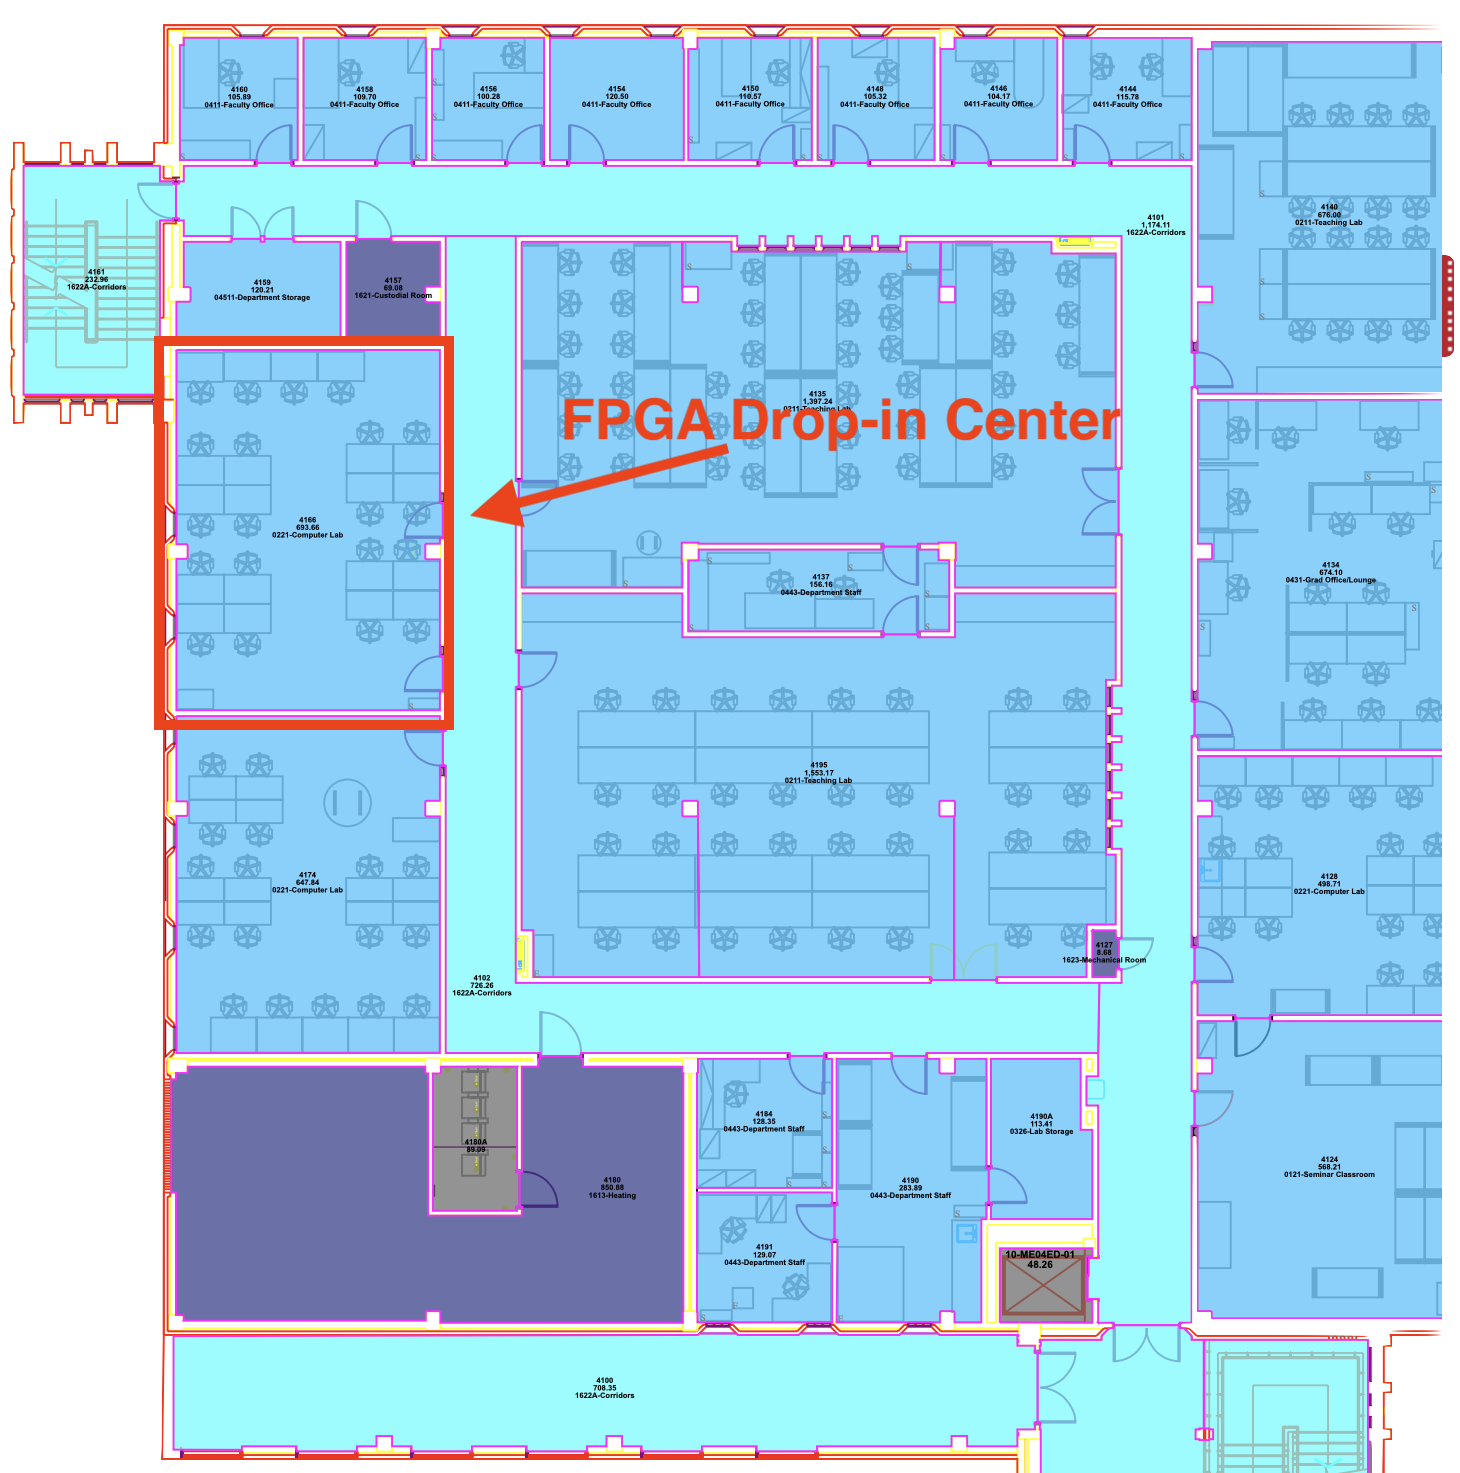 4160
105.89
0411-Faculty Office
4158
109.70
0411-Faculty Office
4156
100.28
0411-Faculty Office
4154
120.50
0411-Faculty Office
4150
110.57
0411-Faculty Office
4148
105.32
0411-Faculty Office
4146
104.17
0411-Faculty Office
4144
115.78
0411-Faculty Office
4140
676.00
0211-Teaching Lab
4101
1,174.11
1622A-Corridors
4161
232.96
1622A-Corridors
4159
120.21
04511-Department Storage
4157
69.08
1621-Custodial Room
4135
1,397.24
0211-Teaching Lab
FPGA Drop-in Center
4166
693.66
0221-Computer Lab
4137
156.16
0443-Department Staff
4134
674.10
0431-Grad Office/Lounge
4195
1,553.17
0211-Teaching Lab
4174
647.84
0221-Computer Lab
4128
498.71
0221-Computer Lab
4127
8.68
1623-Mechanical Room
4102
726.26
1622A-Corridors
4184
128.35
0443-Department Staff
4190A
113.41
0326-Lab Storage
4180A
89.09
4180
850.88
1613-Heating
4190
283.89
0443-Department Staff
4124
568.21
0121-Seminar Classroom
4191
129.07
0443-Department Staff
10-ME04ED-01
48.26
4100
708.35
1622A-Corridors